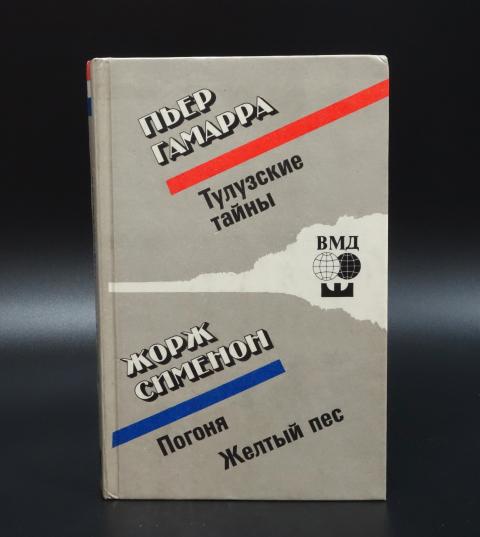 ПЬЕР
ГАМАРРА
Тулузские
тайны
ВМД
ЖОРЖ
СИМЕНОН
Погоня
Желтый пес